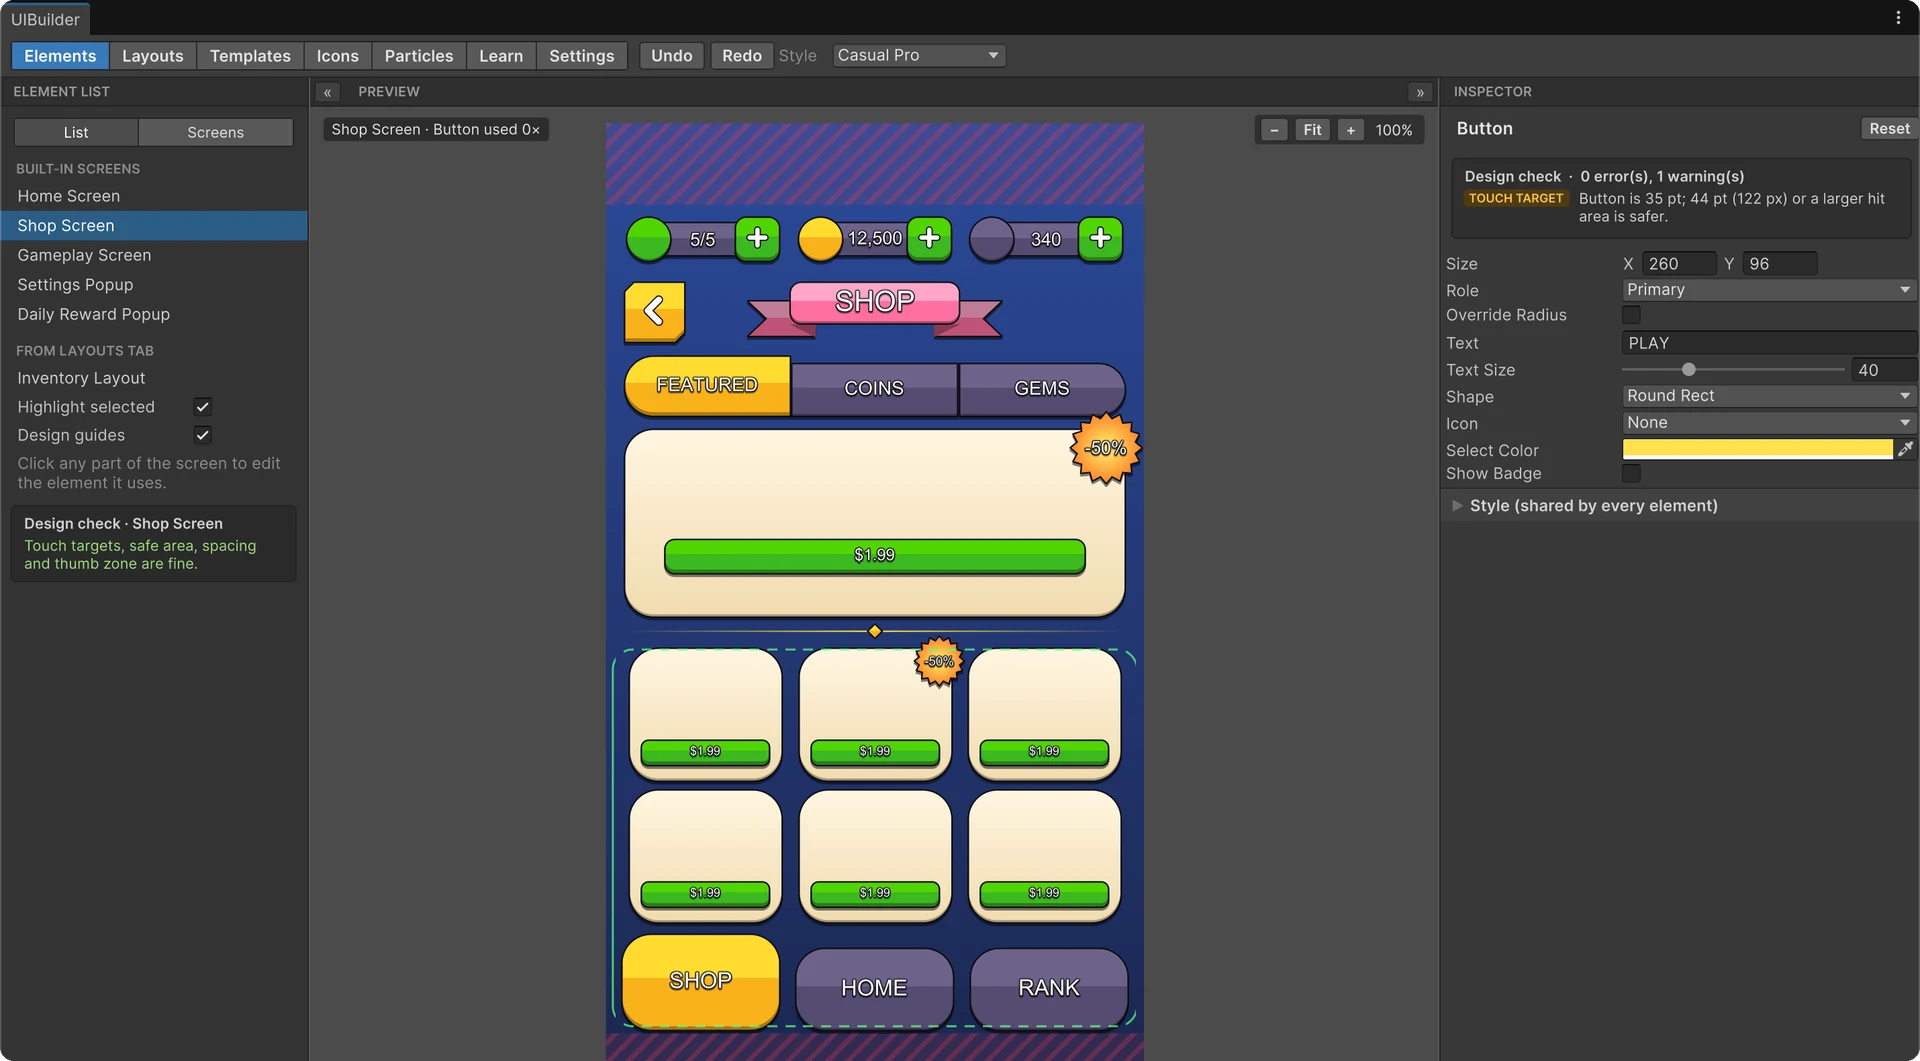 UIBuilder
Elements Layouts Templates Icons Particles Learn Settings Undo Redo Style Casual Pro
ELEMENT LIST
List Screens
BUILT-IN SCREENS
Home Screen
Shop Screen
Gameplay Screen
Settings Popup
Daily Reward Popup
FROM LAYOUTS TAB
Inventory Layout
Highlight selected
Design guides
Click any part of the screen to edit
the element it uses.
Design check · Shop Screen
Touch targets, safe area, spacing
and thumb zone are fine.
« PREVIEW »
Shop Screen · Button used 0×
− Fit + 100%
5/5 + 12,500 + 340 +
SHOP
FEATURED COINS GEMS
-50%
$1.99
-50%
$1.99 $1.99 $1.99
$1.99 $1.99 $1.99
SHOP HOME RANK
INSPECTOR
Button Reset
Design check · 0 error(s), 1 warning(s)
TOUCH TARGET Button is 35 pt; 44 pt (122 px) or a larger hit
area is safer.
Size X 260 Y 96
Role Primary
Override Radius
Text PLAY
Text Size 40
Shape Round Rect
Icon None
Select Color
Show Badge
Style (shared by every element)